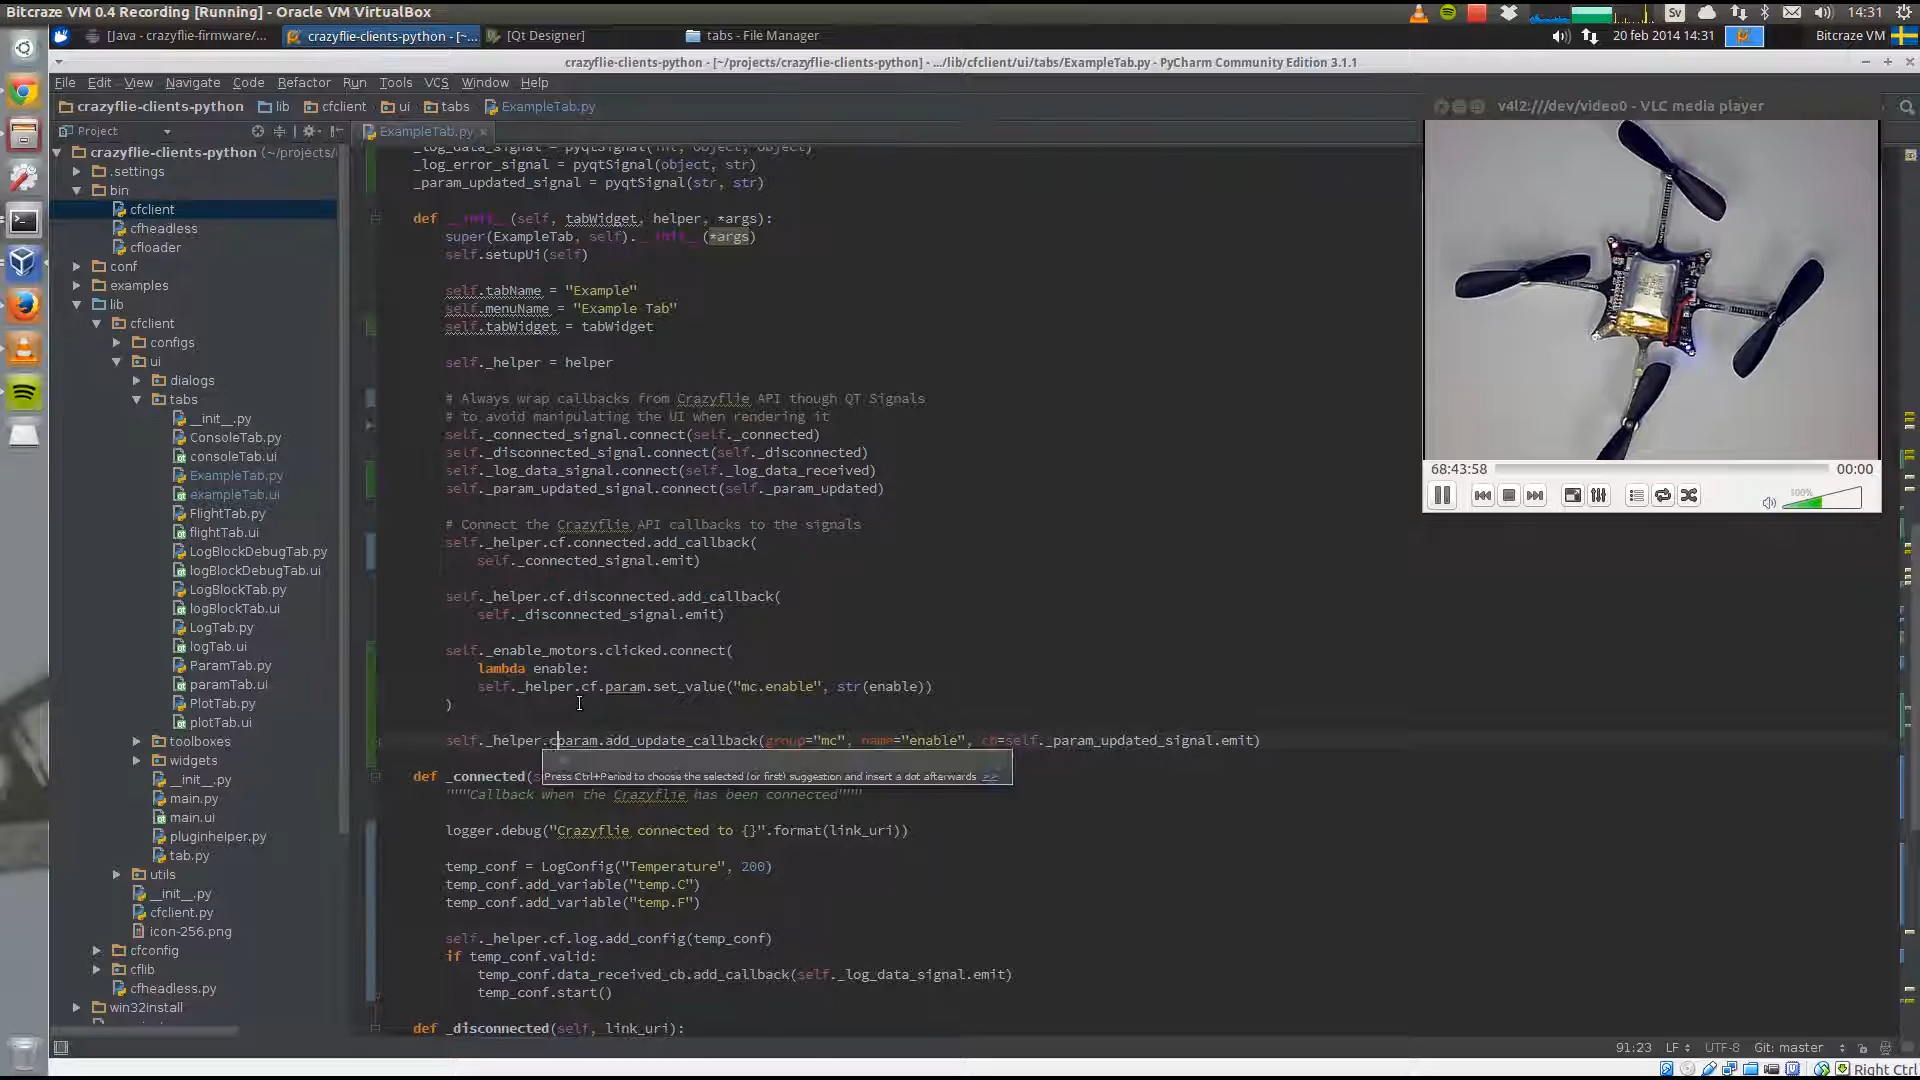 Bitcraze VM 0.4 Recording [Running] - Oracle VM VirtualBox
Sv
14:31
[Java - crazyflie-firmware/...
crazyflie-clients-python - [~...
[Qt Designer]
tabs - File Manager
20 feb 2014 14:31
Bitcraze VM
crazyflie-clients-python - [~/projects/crazyflie-clients-python] - .../lib/cfclient/ui/tabs/ExampleTab.py - PyCharm Community Edition 3.1.1
File Edit View Navigate Code Refactor Run Tools VCS Window Help
crazyflie-clients-python
lib
cfclient
ui
tabs
ExampleTab.py
v4l2:///dev/video0 - VLC media player
Project
ExampleTab.py
crazyflie-clients-python (~/projects/
.settings
bin
cfclient
cfheadless
cfloader
conf
examples
lib
cfclient
configs
ui
dialogs
tabs
__init__.py
ConsoleTab.py
consoleTab.ui
ExampleTab.py
exampleTab.ui
FlightTab.py
flightTab.ui
LogBlockDebugTab.py
logBlockDebugTab.ui
LogBlockTab.py
logBlockTab.ui
LogTab.py
logTab.ui
ParamTab.py
paramTab.ui
PlotTab.py
plotTab.ui
toolboxes
widgets
__init__.py
main.py
main.ui
pluginhelper.py
tab.py
utils
__init__.py
cfclient.py
icon-256.png
cfconfig
cflib
cfheadless.py
win32install
_log_data_signal = pyqtSignal(int, object, object)
_log_error_signal = pyqtSignal(object, str)
_param_updated_signal = pyqtSignal(str, str)
def __init__(self, tabWidget, helper, *args):
super(ExampleTab, self).__init__(*args)
self.setupUi(self)
self.tabName = "Example"
self.menuName = "Example Tab"
self.tabWidget = tabWidget
self._helper = helper
# Always wrap callbacks from Crazyflie API though QT Signals
# to avoid manipulating the UI when rendering it
self._connected_signal.connect(self._connected)
self._disconnected_signal.connect(self._disconnected)
self._log_data_signal.connect(self._log_data_received)
self._param_updated_signal.connect(self._param_updated)
# Connect the Crazyflie API callbacks to the signals
self._helper.cf.connected.add_callback(
self._connected_signal.emit)
self._helper.cf.disconnected.add_callback(
self._disconnected_signal.emit)
self._enable_motors.clicked.connect(
lambda enable:
self._helper.cf.param.set_value("mc.enable", str(enable))
)
self._helper.cparam.add_update_callback(group="mc", name="enable", cb=self._param_updated_signal.emit)
Press Ctrl+Period to choose the selected (or first) suggestion and insert a dot afterwards >>
def _connected(s
"""Callback when the Crazyflie has been connected"""
logger.debug("Crazyflie connected to {}".format(link_uri))
temp_conf = LogConfig("Temperature", 200)
temp_conf.add_variable("temp.C")
temp_conf.add_variable("temp.F")
self._helper.cf.log.add_config(temp_conf)
if temp_conf.valid:
temp_conf.data_received_cb.add_callback(self._log_data_signal.emit)
temp_conf.start()
def _disconnected(self, link_uri):
68:43:58
00:00
100%
91:23 LF UTF-8 Git: master
Right Ctrl